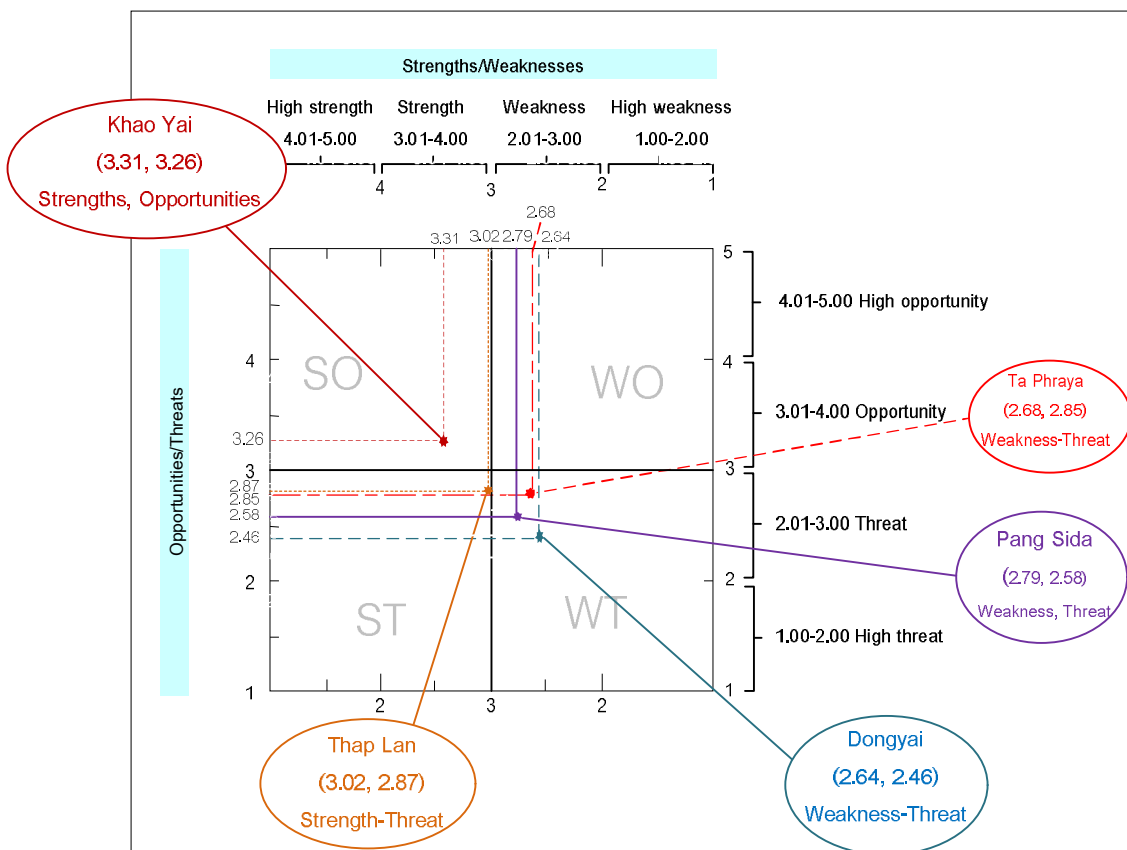 Strengths/Weaknesses
High strength
4.01-5.00
Strength
3.01-4.00
Weakness
2.01-3.00
High weakness
1.00-2.00
4
3
2
1
Khao Yai
(3.31, 3.26)
Strengths, Opportunities
3.31
3.02
2.79
2.68
2.64
Opportunities/Threats
SO
WO
ST
WT
3.26
3
2.87
2.85
2.58
2.46
4
2
1
2
3
2
5
4
3
2
1
4.01-5.00 High opportunity
3.01-4.00 Opportunity
2.01-3.00 Threat
1.00-2.00 High threat
Ta Phraya
(2.68, 2.85)
Weakness-Threat
Pang Sida
(2.79, 2.58)
Weakness, Threat
Thap Lan
(3.02, 2.87)
Strength-Threat
Dongyai
(2.64, 2.46)
Weakness-Threat